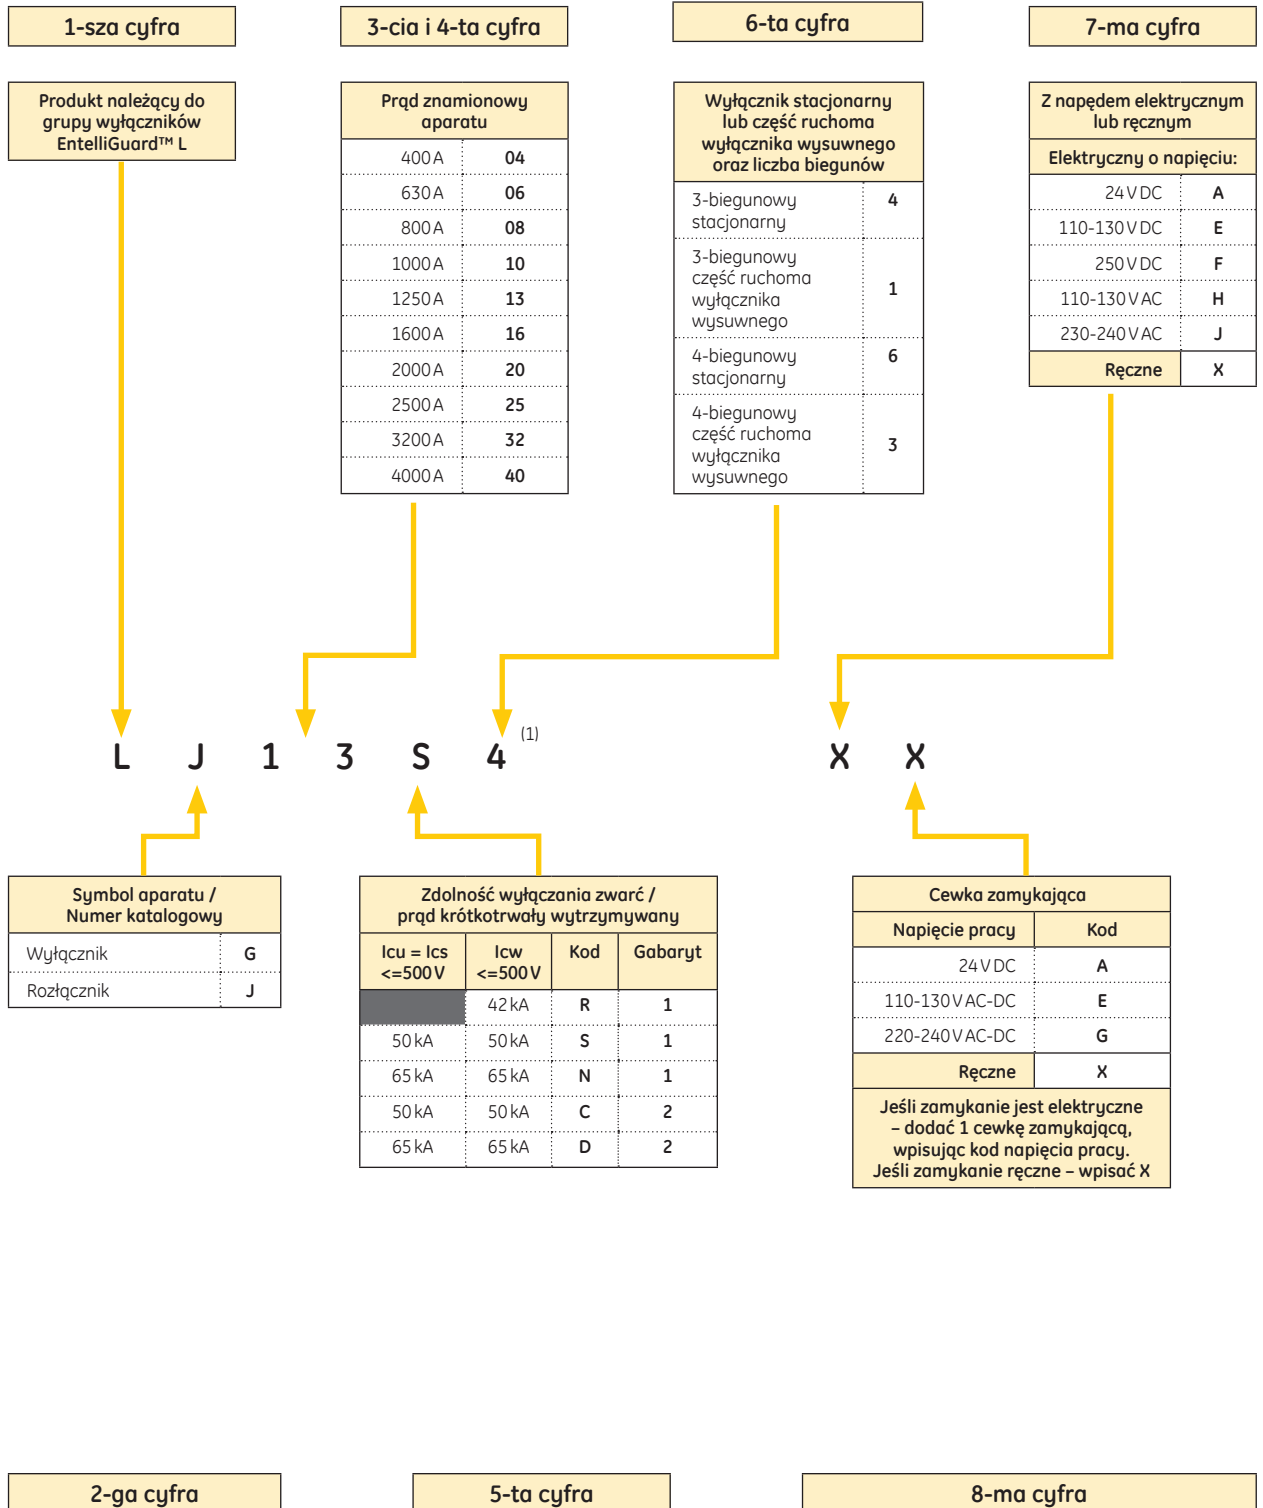 1-sza cyfra
3-cia i 4-ta cyfra
6-ta cyfra
7-ma cyfra
Produkt należący do
grupy wyłączników
EntelliGuard™ L
Prąd znamionowy
aparatu
400 A 04
630 A 06
800 A 08
1000 A 10
1250 A 13
1600 A 16
2000 A 20
2500 A 25
3200 A 32
4000 A 40
Wyłącznik stacjonarny
lub część ruchoma
wyłącznika wysuwnego
oraz liczba biegunów
3-biegunowy 4
stacjonarny
3-biegunowy
część ruchoma
wyłącznika 1
wysuwnego
4-biegunowy 6
stacjonarny
4-biegunowy
część ruchoma
wyłącznika 3
wysuwnego
Z napędem elektrycznym
lub ręcznym
Elektryczny o napięciu:
24 V DC A
110-130 V DC E
250 V DC F
110-130 V AC H
230-240 V AC J
Ręczne X
L J 1 3 S 4 (1) X X
Symbol aparatu /
Numer katalogowy
Wyłącznik G
Rozłącznik J
Zdolność wyłączania zwarć /
prąd krótkotrwały wytrzymywany
Icu = Ics Icw Kod Gabaryt
<=500 V <=500 V
42 kA R 1
50 kA 50 kA S 1
65 kA 65 kA N 1
50 kA 50 kA C 2
65 kA 65 kA D 2
Cewka zamykająca
Napięcie pracy Kod
24 V DC A
110-130 V AC-DC E
220-240 V AC-DC G
Ręczne X
Jeśli zamykanie jest elektryczne
– dodać 1 cewkę zamykającą,
wpisując kod napięcia pracy.
Jeśli zamykanie ręczne – wpisać X
2-ga cyfra
5-ta cyfra
8-ma cyfra